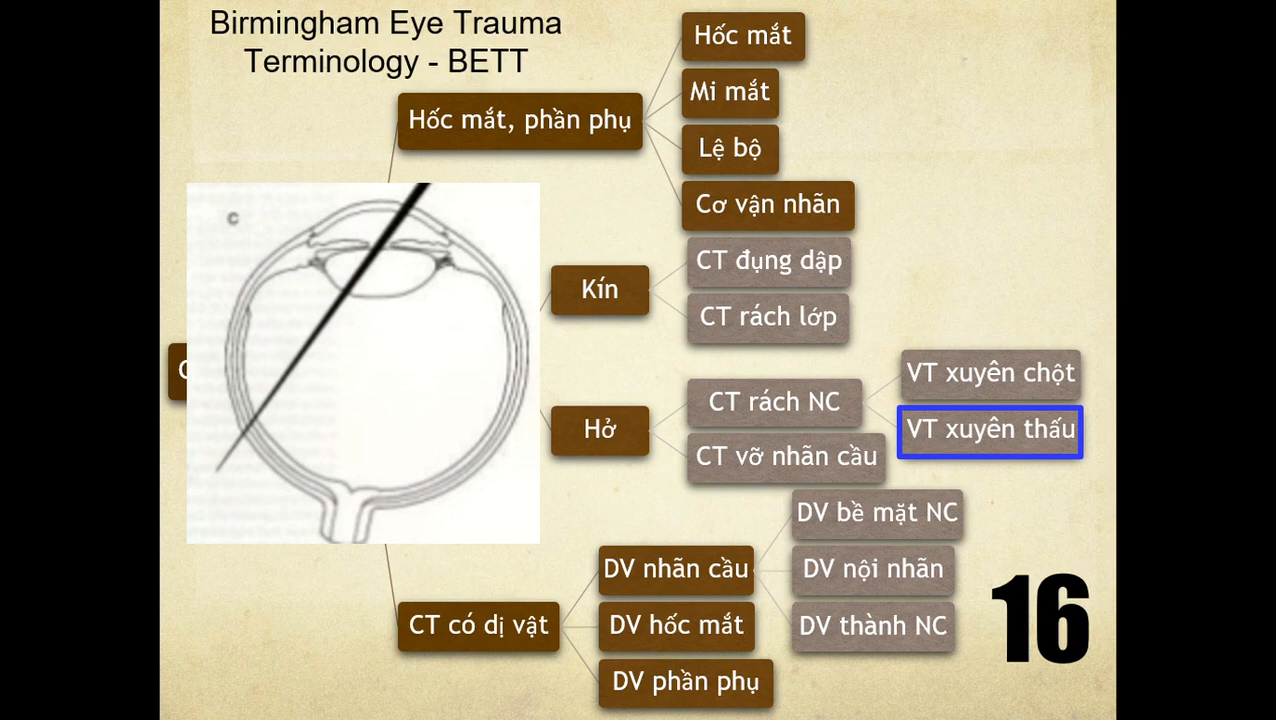 Birmingham Eye Trauma
Terminology - BETT
Hốc mắt, phần phụ
Hốc mắt
Mi mắt
Lệ bộ
Cơ vận nhãn
c
Kín
CT đụng dập
CT rách lớp
Hở
CT rách NC
VT xuyên chột
VT xuyên thấu
CT vỡ nhãn cầu
CT có dị vật
DV nhãn cầu
DV bề mặt NC
DV nội nhãn
DV thành NC
DV hốc mắt
DV phần phụ
16